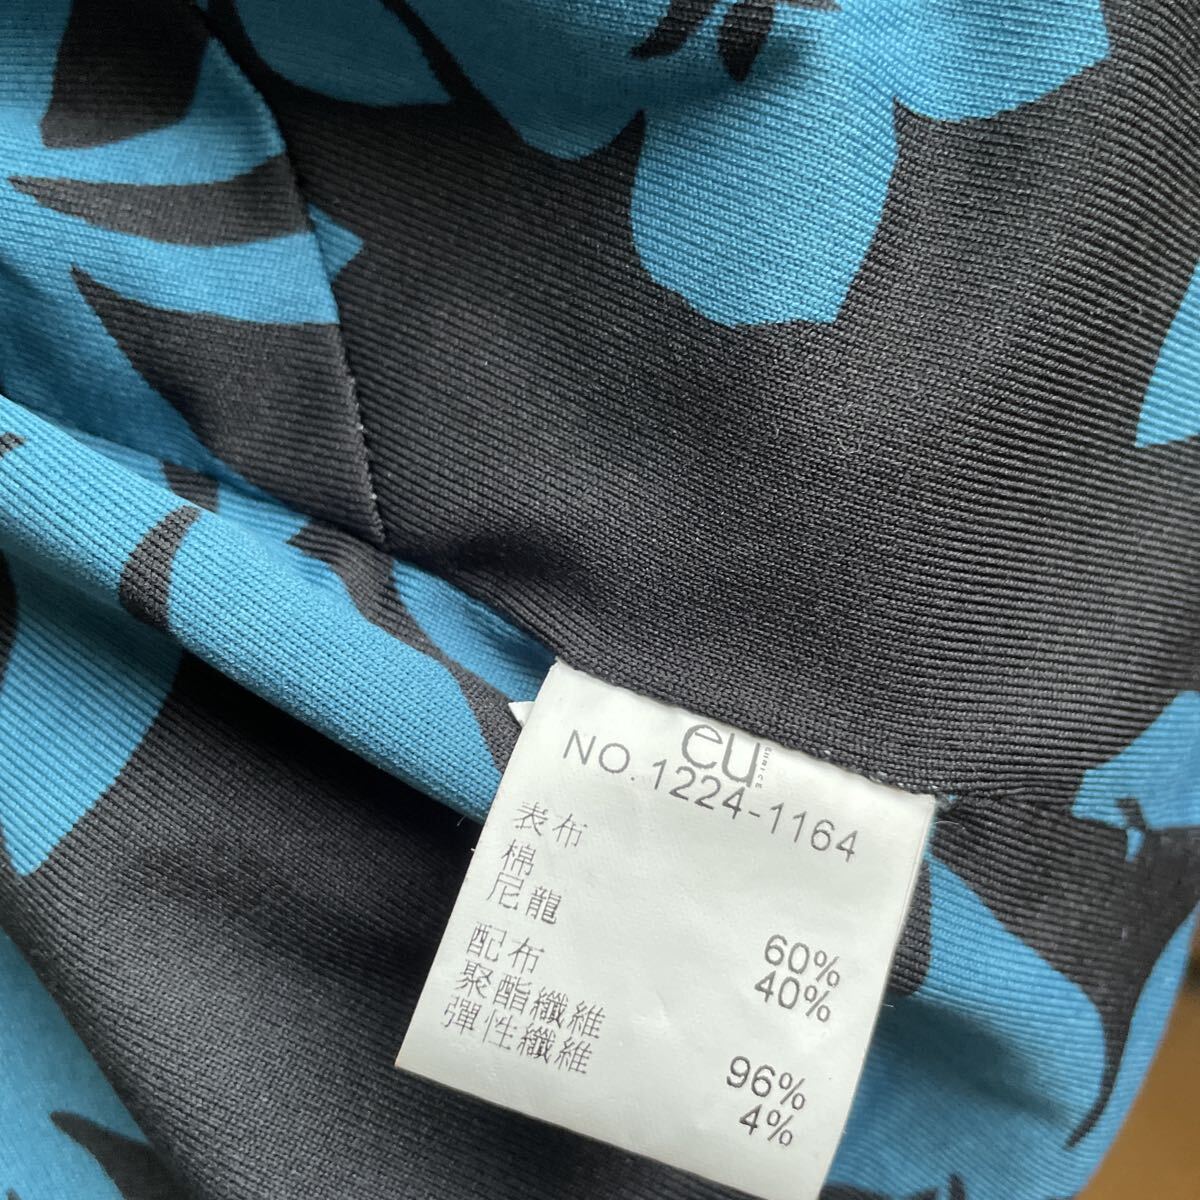 eu
NO. 1224-1164
表布
棉 60%
尼龍 40%
配布
聚酯纖維 96%
彈性纖維 4%